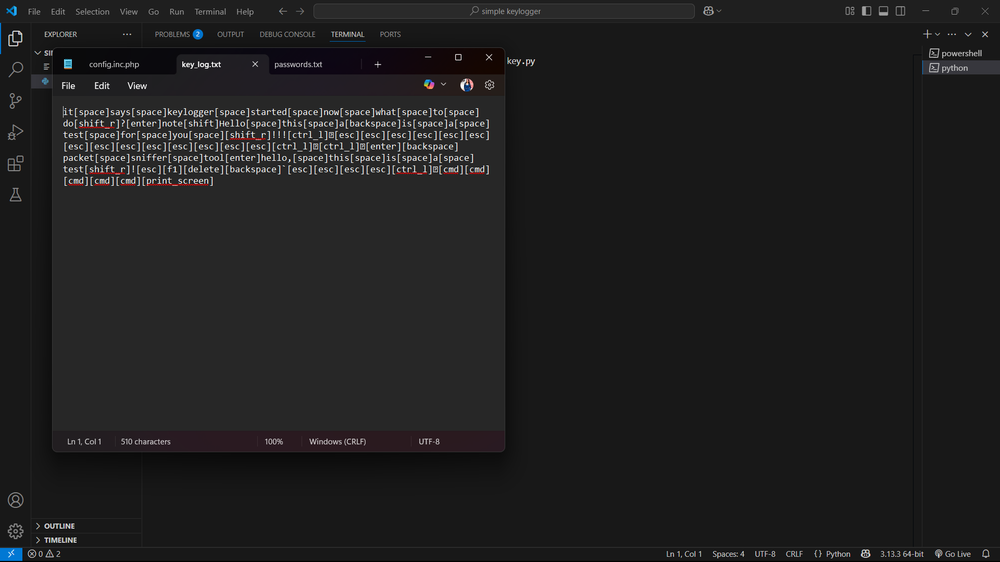 File Edit Selection View Go Run Terminal Help simple keylogger
EXPLORER
PROBLEMS 2 OUTPUT DEBUG CONSOLE TERMINAL PORTS
key.py
powershell
python
config.inc.php key_log.txt passwords.txt
File Edit View
it[space]says[space]keylogger[space]started[space]now[space]what[space]to[space]
do[shift_r]?[enter]note[shift]Hello[space]this[space]a[backspace]is[space]a[space]
test[space]for[space]you[space][shift_r]!!![ctrl_l][esc][esc][esc][esc][esc][esc]
[esc][esc][esc][esc][esc][esc][esc][esc][ctrl_l][ctrl_l][enter][backspace]
packet[space]sniffer[space]tool[enter]hello,[space]this[space]is[space]a[space]
test[shift_r]![esc][f1][delete][backspace]`[esc][esc][esc][esc][ctrl_l][cmd][cmd]
[cmd][cmd][cmd][print_screen]
Ln 1, Col 1 510 characters 100% Windows (CRLF) UTF-8
OUTLINE
TIMELINE
0 2 Ln 1, Col 1 Spaces: 4 UTF-8 CRLF {} Python 3.13.3 64-bit Go Live